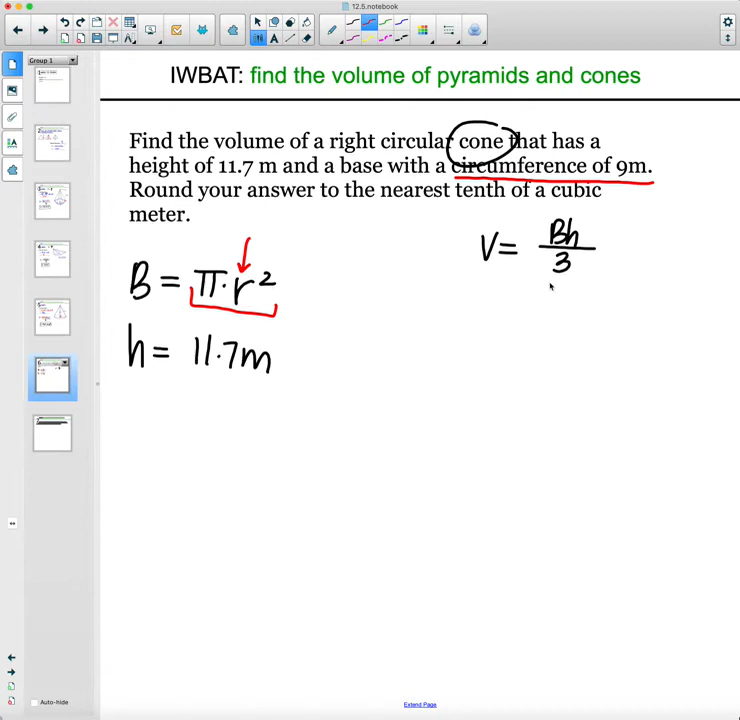 12.5.notebook
Group 1
IWBAT: find the volume of pyramids and cones
Find the volume of a right circular cone that has a
height of 11.7 m and a base with a circumference of 9m.
Round your answer to the nearest tenth of a cubic
meter.
V = Bh
3
B = π·r²
h = 11.7m
Auto-hide
Extend Page